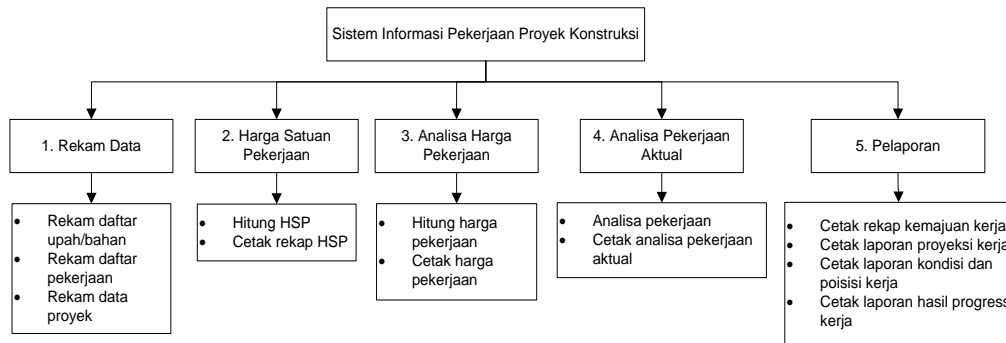 Sistem Informasi Pekerjaan Proyek Konstruksi
1. Rekam Data
2. Harga Satuan
Pekerjaan
3. Analisa Harga
Pekerjaan
4. Analisa Pekerjaan
Aktual
5. Pelaporan
• Rekam daftar
upah/bahan
• Rekam daftar
pekerjaan
• Rekam data
proyek
• Hitung HSP
• Cetak rekap HSP
• Hitung harga
pekerjaan
• Cetak harga
pekerjaan
• Analisa pekerjaan
• Cetak analisa pekerjaan
aktual
• Cetak rekap kemajuan kerja
• Cetak laporan proyeksi kerja
• Cetak laporan kondisi dan
poisisi kerja
• Cetak laporan hasil progress
kerja